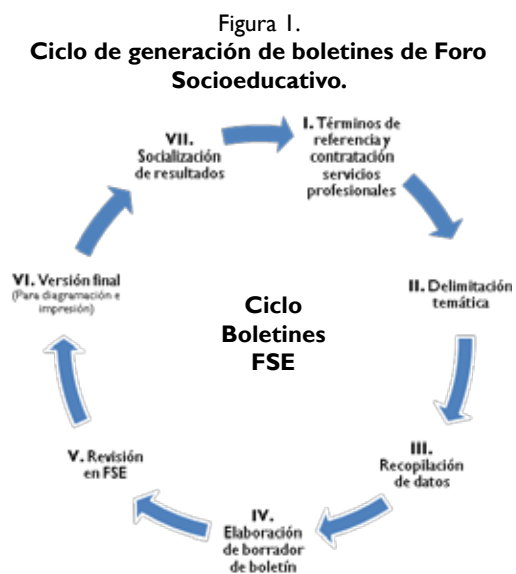 Figura 1.
Ciclo de generación de boletines de Foro
Socioeducativo.
I. Términos de
referencia y
contratación
servicios
profesionales
II. Delimitación
temática
III.
Recopilación
de datos
IV.
Elaboración
de borrador
de boletín
V. Revisión
en FSE
VI. Versión final
(Para diagramación e
impresión)
VII.
Socialización
de resultados
Ciclo
Boletines
FSE